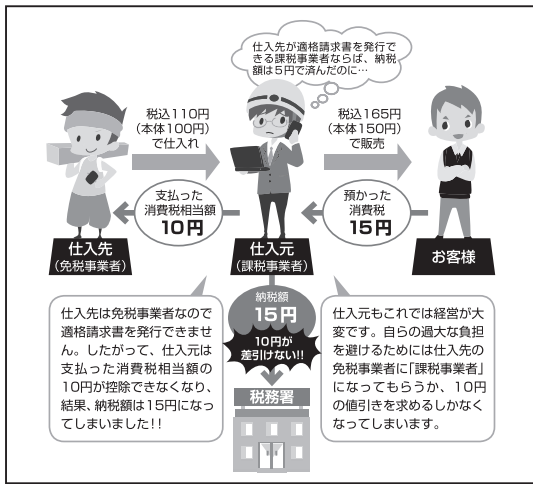 仕入先が適格請求書を発行でき
る課税事業者ならば、納税
額は5円で済んだのに…
税込110円
（本体100円）
で仕入れ
税込165円
（本体150円）
で販売
支払った
消費税相当額
10円
預かった
消費税
15円
仕入先
（免税事業者）
仕入元
（課税事業者）
お客様
仕入先は免税事業者なので
適格請求書を発行できませ
ん。したがって、仕入元は
支払った消費税相当額の
10円が控除できなくなり、
結果、納税額は15円になっ
てしまいました!!
納税額
15円
10円が
差引けない!!
税務署
仕入元もこれでは経営が大
変です。自らの過大な負担
を避けるためには仕入先の
免税事業者に「課税事業者」
になってもらうか、10円
の値引きを求めるしかなく
なってしまいます。